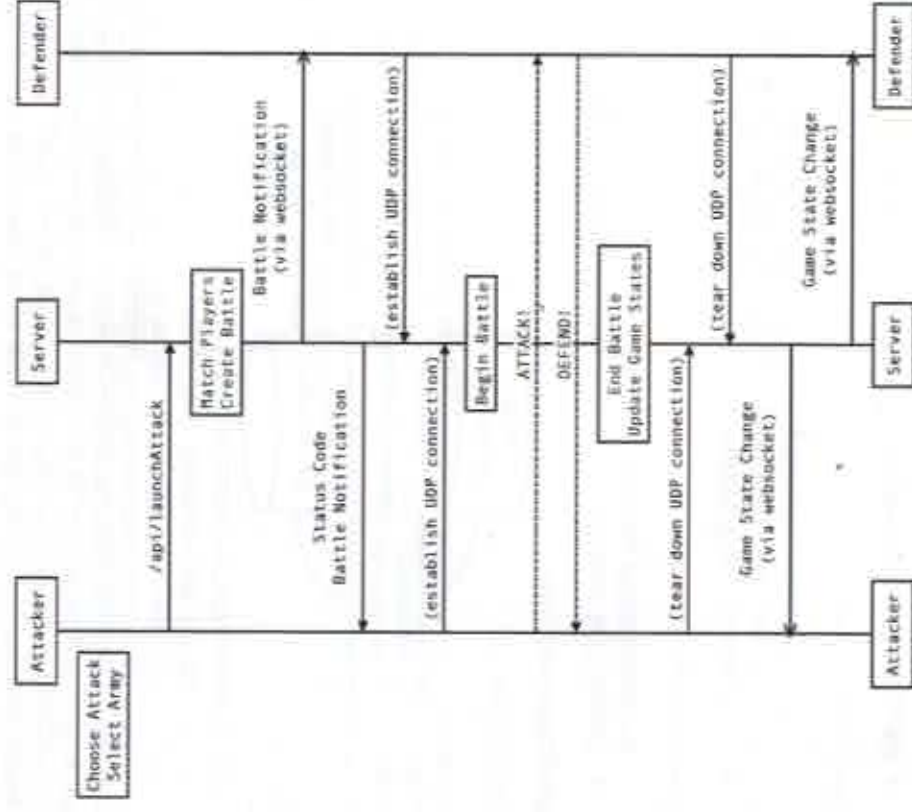 Attacker
Server
Defender
Choose Attack
Select Army
/api/launchAttack
Match Players
Create Battle
Battle Notification
(via websocket)
Status Code
Battle Notification
(establish UDP connection)
(establish UDP connection)
Begin Battle
ATTACK!
DEFEND!
End Battle
Update Game States
(tear down UDP connection)
(tear down UDP connection)
Game State Change
(via websocket)
Game State Change
(via websocket)
Attacker
Server
Defender